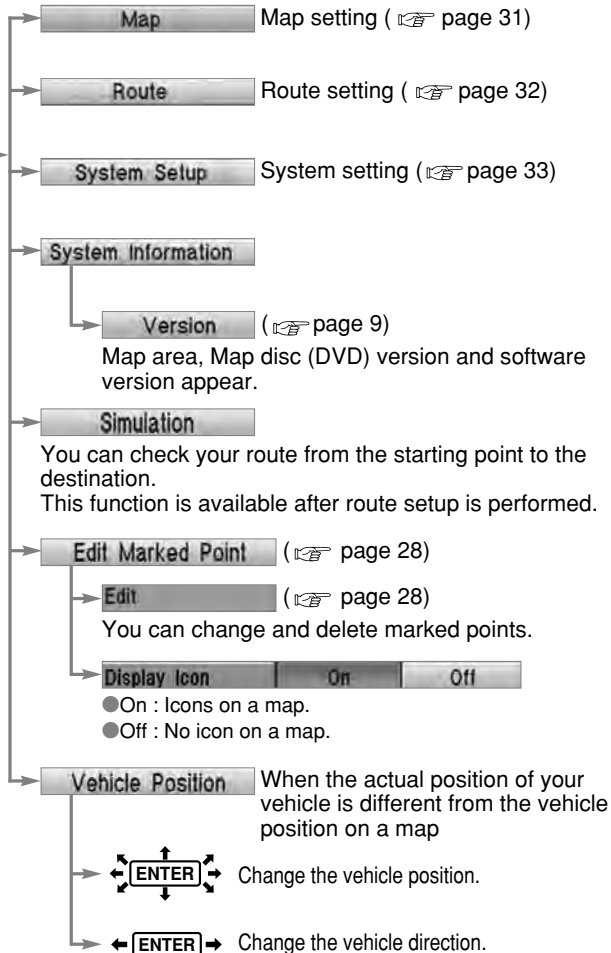 Map Map setting ( page 31)
Route Route setting ( page 32)
System Setup System setting ( page 33)
System Information
Version ( page 9)
Map area, Map disc (DVD) version and software
version appear.
Simulation
You can check your route from the starting point to the
destination.
This function is available after route setup is performed.
Edit Marked Point ( page 28)
Edit ( page 28)
You can change and delete marked points.
Display Icon On Off
●On : Icons on a map.
●Off : No icon on a map.
Vehicle Position When the actual position of your
vehicle is different from the vehicle
position on a map
ENTER Change the vehicle position.
ENTER Change the vehicle direction.